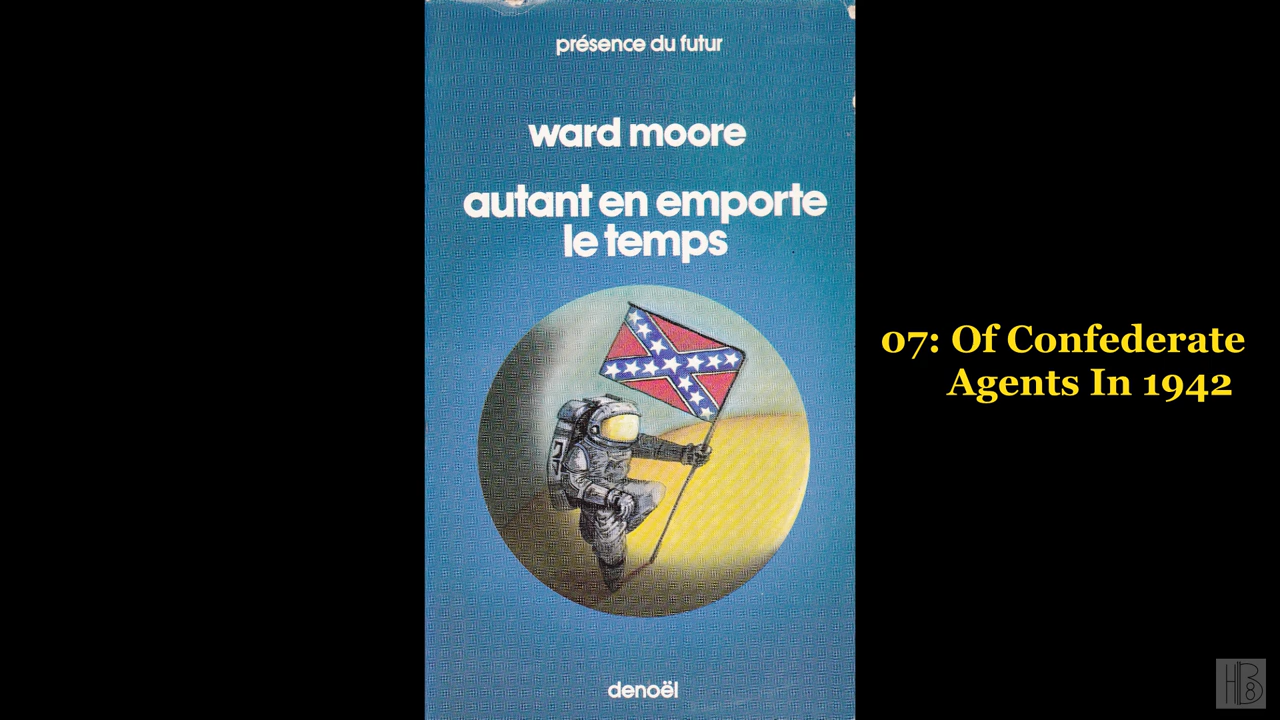 présence du futur
ward moore
autant en emporte
le temps
denoël
07: Of Confederate
Agents In 1942